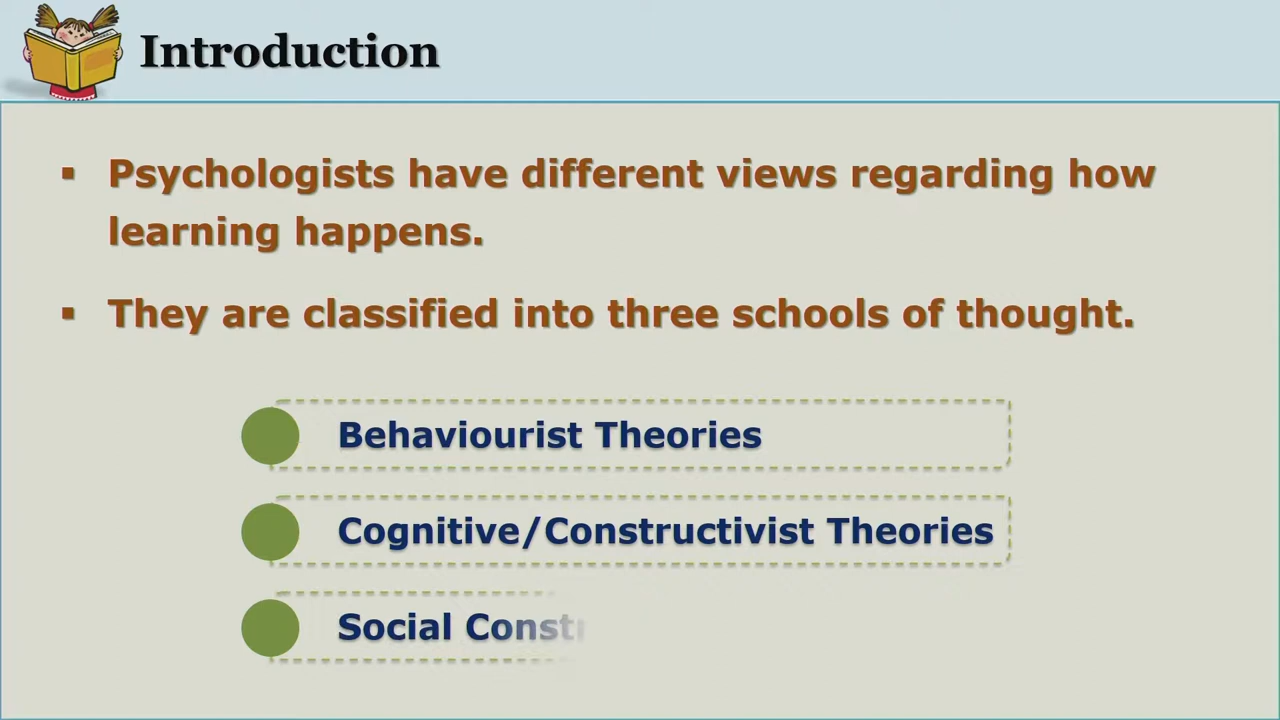 Introduction
▪ Psychologists have different views regarding how
learning happens.
▪ They are classified into three schools of thought.
Behaviourist Theories
Cognitive/Constructivist Theories
Social